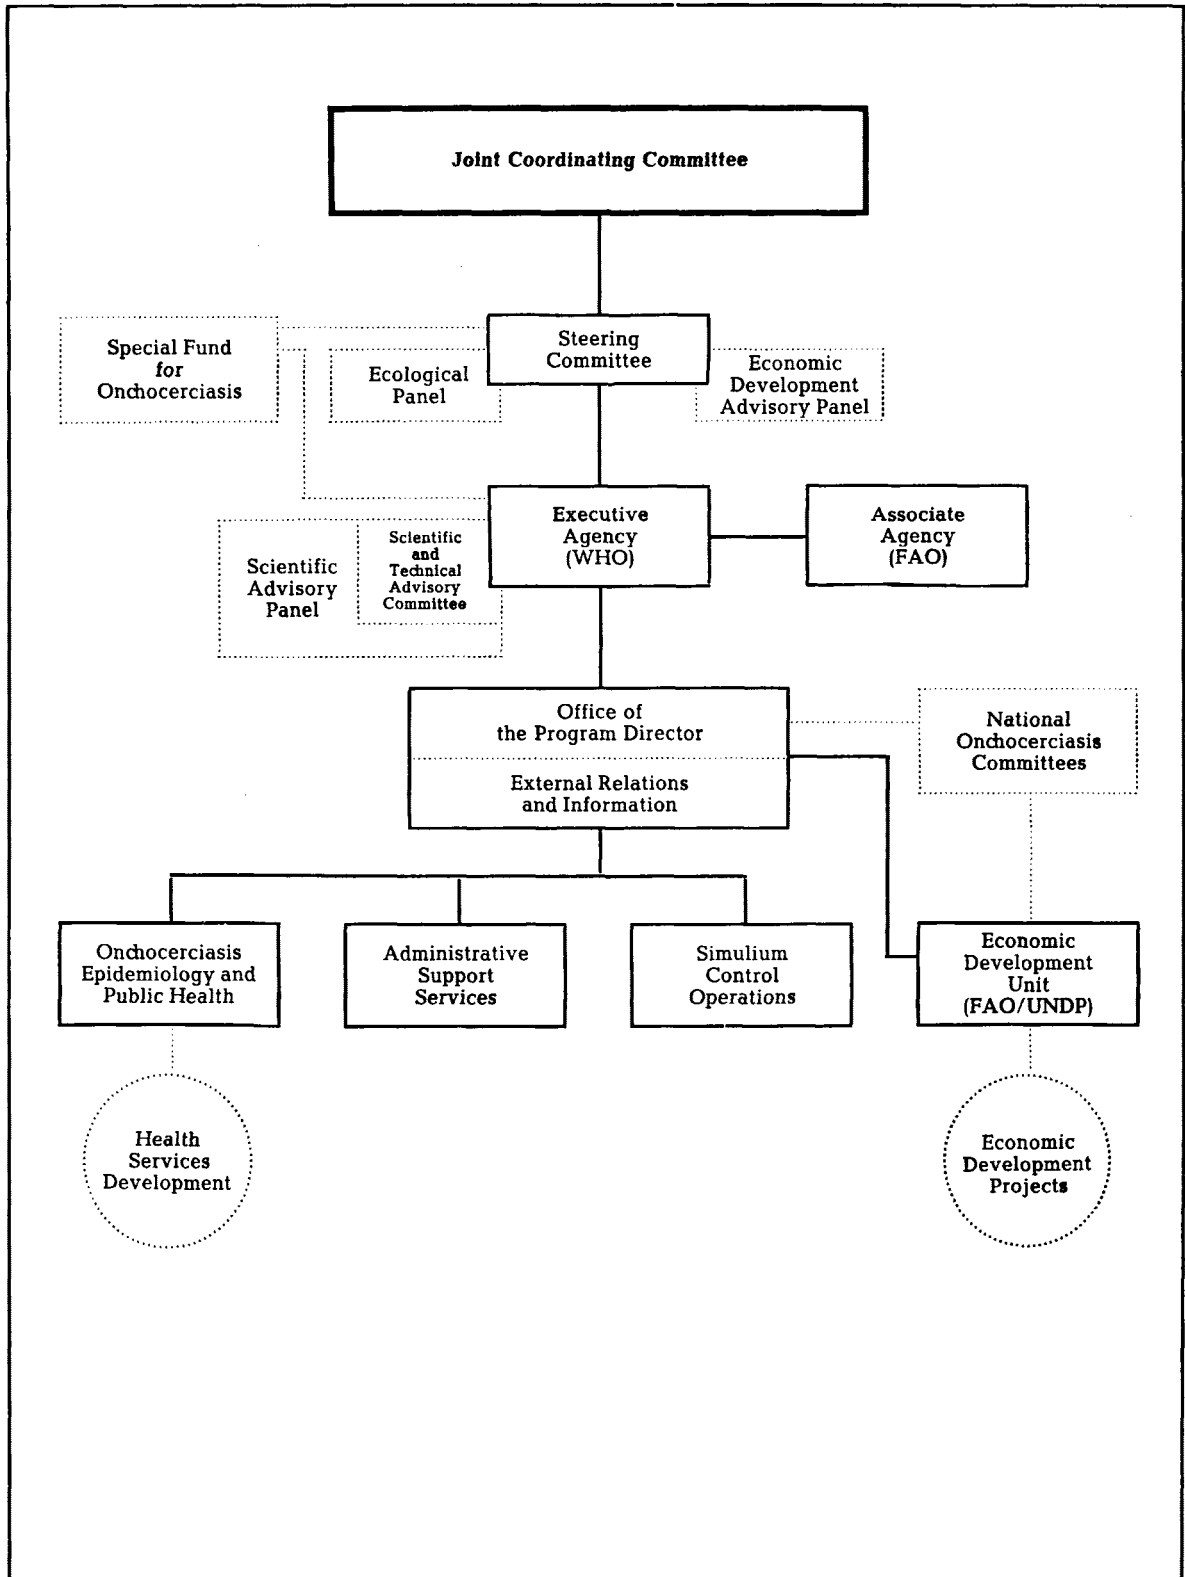 Joint Coordinating Committee
Special Fund
for
Onchocerciasis
Steering
Committee
Ecological
Panel
Economic
Development
Advisory Panel
Executive
Agency
(WHO)
Associate
Agency
(FAO)
Scientific
Advisory
Panel
Scientific
and
Technical
Advisory
Committee
Office of
the Program Director
External Relations
and Information
National
Onchocerciasis
Committees
Onchocerciasis
Epidemiology and
Public Health
Administrative
Support
Services
Simulium
Control
Operations
Economic
Development
Unit
(FAO/UNDP)
Health
Services
Development
Economic
Development
Projects